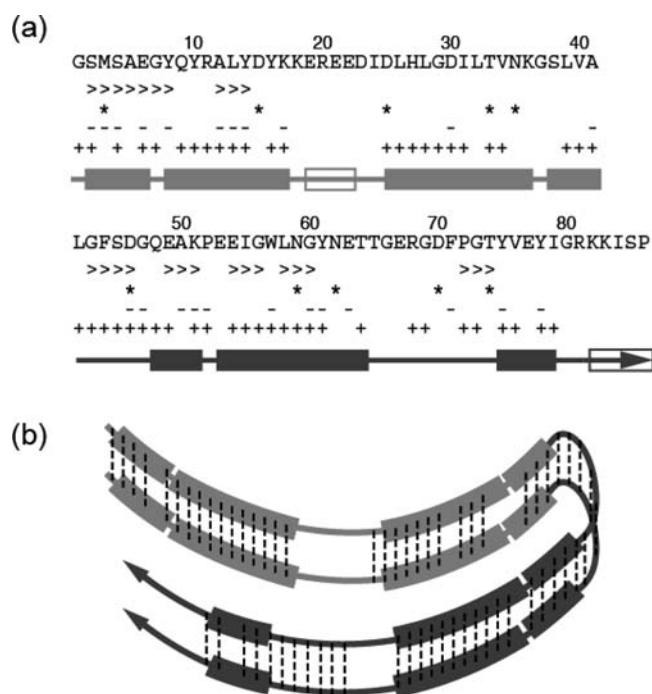 (a)
10 20 30 40
GSMSAEGYQYRALYDYKKEREEDIDLHLGDILTVNKGSLVA
>>>>>>> >>>
* * * * *
--- - - --- - - -
++ + + ++++++ ++ +++++++ ++ +++
50 60 70 80
LGFSDGQEAKPEEIGWLNGYNETTGERGDFPGTYVEYIGRKKISP
>>>> >>> >>> >>> >>>
* * * * *
-- --- - -- - - - -
++++++++ ++ ++++++++ + ++ ++ ++ ++
(b)